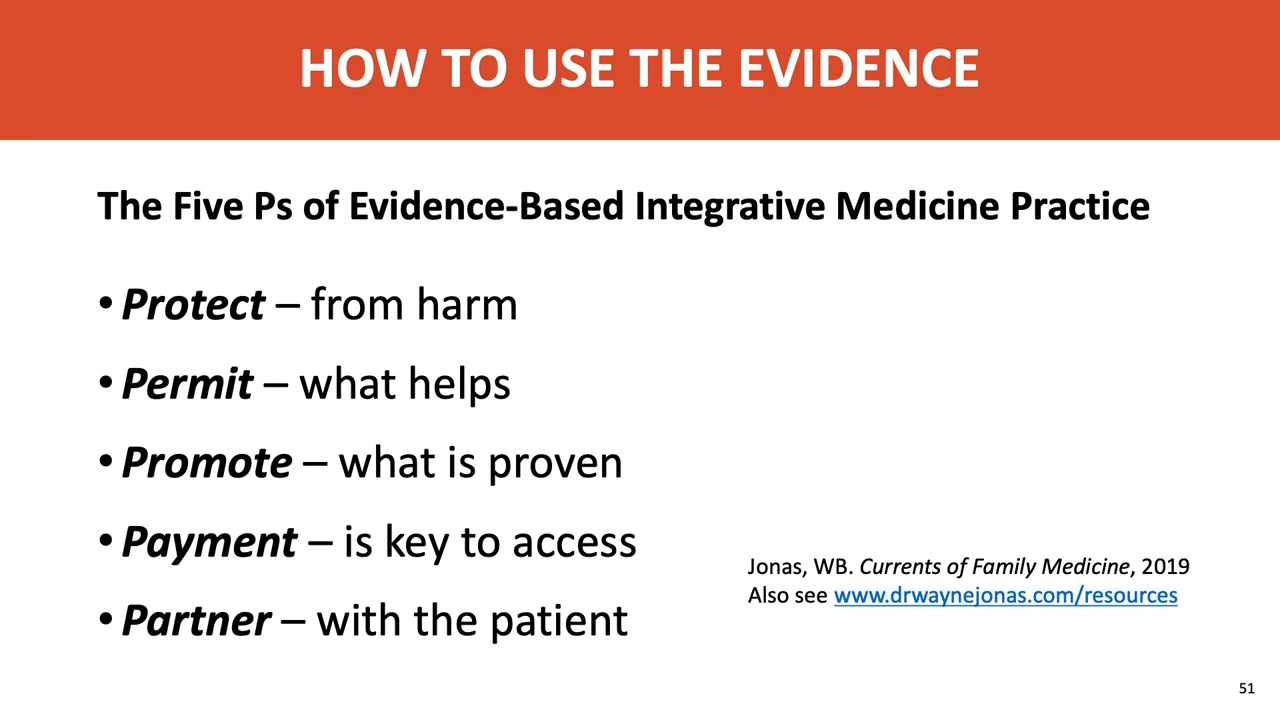 HOW TO USE THE EVIDENCE
The Five Ps of Evidence-Based Integrative Medicine Practice
• Protect – from harm
• Permit – what helps
• Promote – what is proven
• Payment – is key to access
• Partner – with the patient
Jonas, WB. Currents of Family Medicine, 2019
Also see www.drwaynejonas.com/resources
51